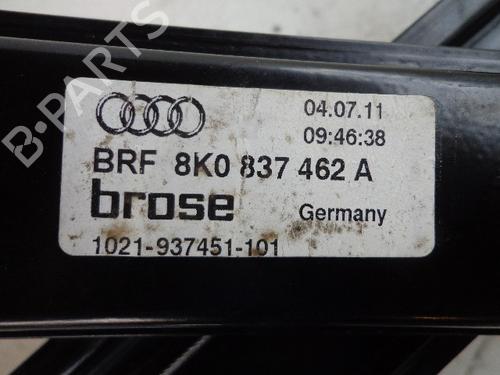 04.07.11
09:46:38
BRF 8K0 837 462 A
brose
Germany
1021-937451-101
B-PARTS